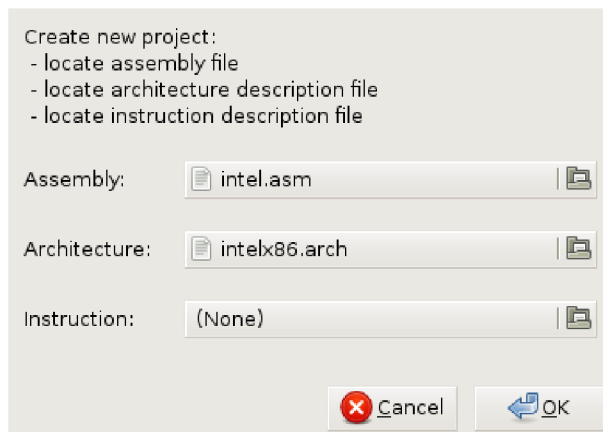 Create new project:
- locate assembly file
- locate architecture description file
- locate instruction description file
Assembly: intel.asm
Architecture: intelx86.arch
Instruction: (None)
Cancel OK